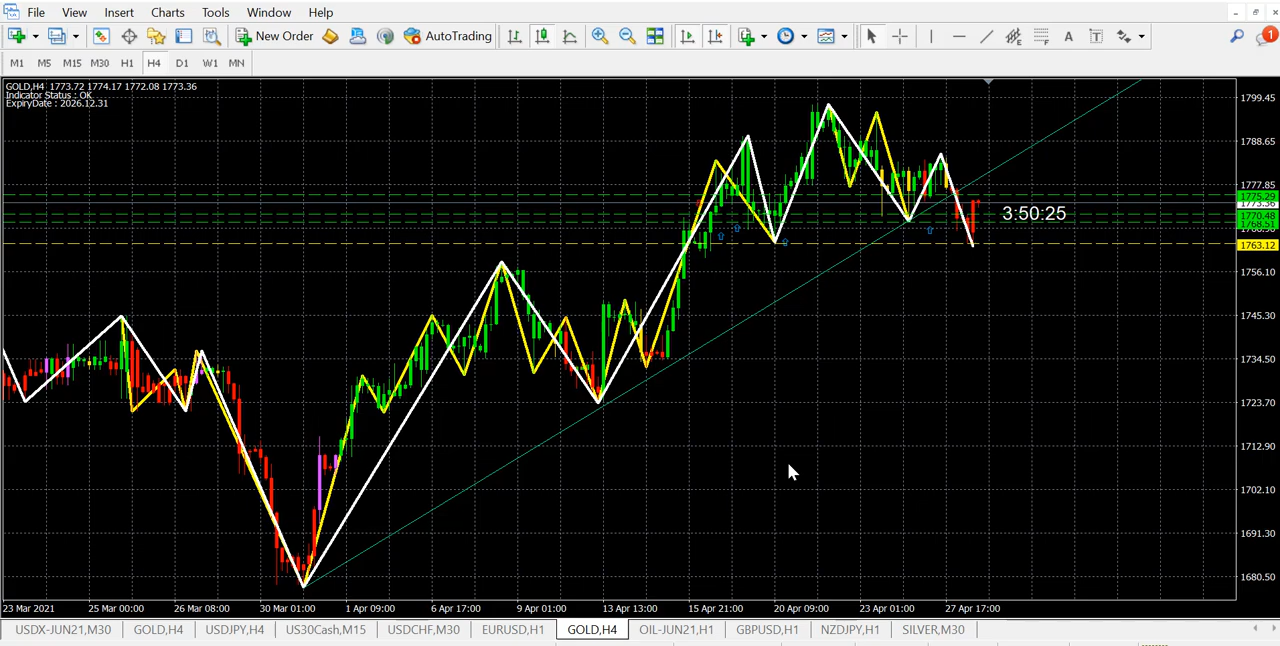 File View Insert Charts Tools Window Help
New Order AutoTrading A T 1
M1 M5 M15 M30 H1 H4 D1 W1 MN
GOLD,H4 1773.72 1774.17 1772.08 1773.36
Indicator Status : OK
ExpiryDate : 2026.12.31
1799.45
1788.65
1777.85
1775.29
1773.36
3:50:25
1770.48
1763.12
1756.10
1745.30
1734.50
1723.70
1712.90
1702.10
1691.30
1680.50
23 Mar 2021 25 Mar 00:00 26 Mar 08:00 30 Mar 01:00 1 Apr 09:00 6 Apr 17:00 9 Apr 01:00 13 Apr 13:00 15 Apr 21:00 20 Apr 09:00 23 Apr 01:00 27 Apr 17:00
USDX-JUN21,M30 GOLD,H4 USDJPY,H4 US30Cash,M15 USDCHF,M30 EURUSD,H1 GOLD,H4 OIL-JUN21,H1 GBPUSD,H1 NZDJPY,H1 SILVER,M30